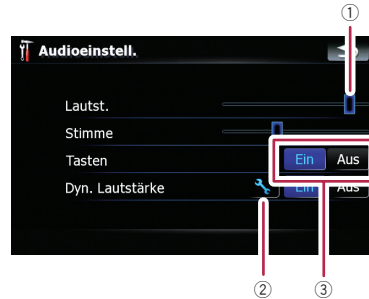 ①
Audioeinstell.
Lautst.
Stimme
Tasten Ein Aus
Dyn. Lautstärke Ein Aus
② ③